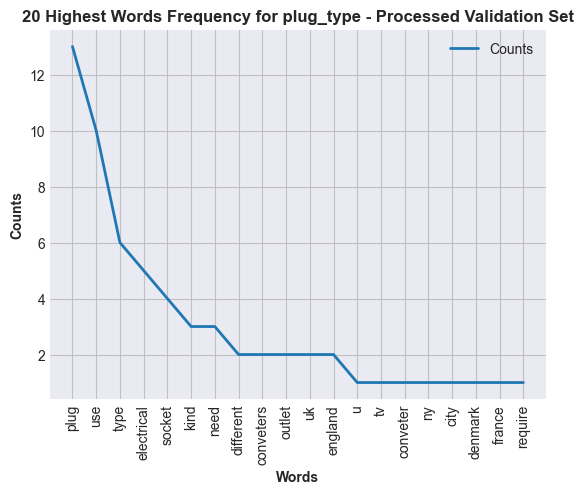 20 Highest Words Frequency for plug_type - Processed Validation Set
Counts
12
10
8
6
4
2
Counts
plug
use
type
electrical
socket
kind
need
different
conveters
outlet
uk
england
u
tv
conveter
ny
city
denmark
france
require
Words